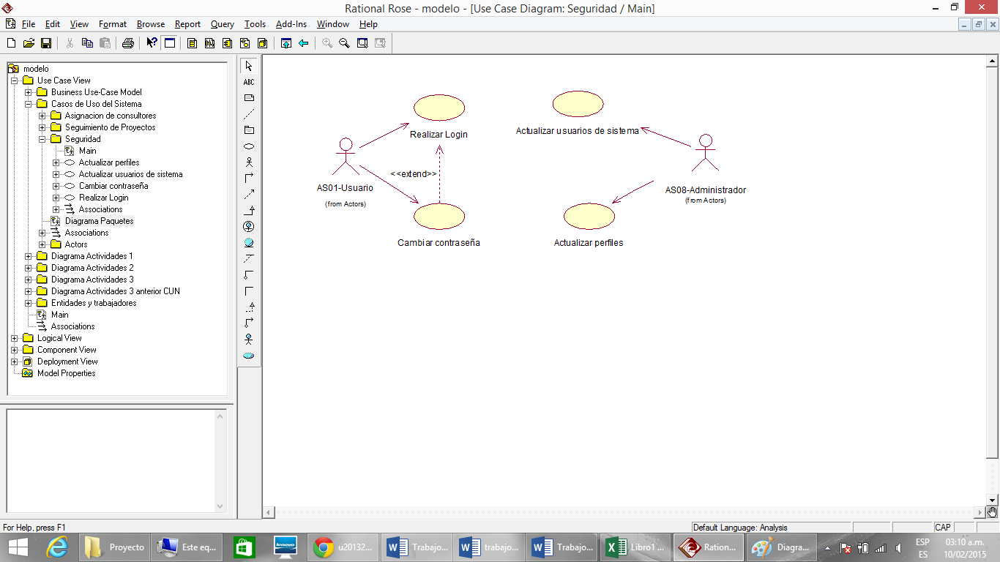 Rational Rose - modelo - [Use Case Diagram: Seguridad / Main]
File Edit View Format Browse Report Query Tools Add-Ins Window Help
modelo
Use Case View
Business Use-Case Model
Casos de Uso del Sistema
Asignacion de consultores
Seguimiento de Proyectos
Seguridad
Main
Actualizar perfiles
Actualizar usuarios de sistema
Cambiar contraseña
Realizar Login
Associations
Diagrama Paquetes
Associations
Actors
Diagrama Actividades 1
Diagrama Actividades 2
Diagrama Actividades 3
Diagrama Actividades 3 anterior CUN
Entidades y trabajadores
Main
Associations
Logical View
Component View
Deployment View
Model Properties
ABC
Realizar Login
Actualizar usuarios de sistema
<<extend>>
AS01-Usuario
(from Actors)
AS08-Administrador
(from Actors)
Cambiar contraseña
Actualizar perfiles
For Help, press F1
Default Language: Analysis
CAP
Proyecto
Este eq...
lenovo
u20132...
Trabajo...
trabajo...
Trabajo...
Libro1 ...
Ration...
Diagra...
ESP
ES
03:10 a.m.
10/02/2015